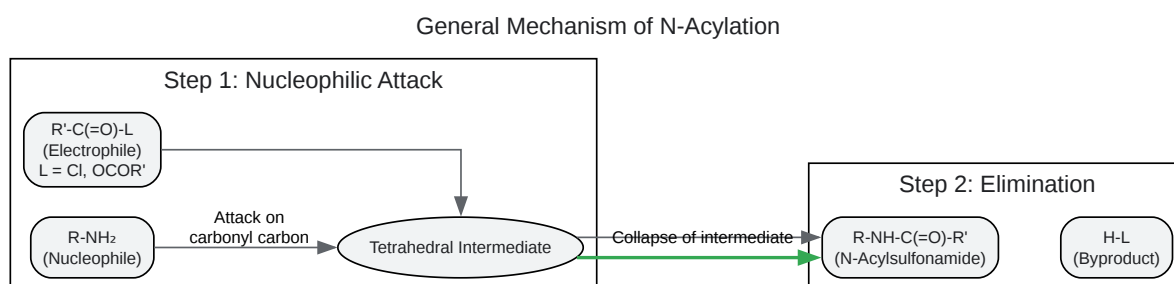 General Mechanism of N-Acylation
Step 1: Nucleophilic Attack
R'-C(=O)-L
(Electrophile)
L = Cl, OCOR'
R-NH₂
(Nucleophile)
Attack on
carbonyl carbon
Tetrahedral Intermediate
Collapse of intermediate
Step 2: Elimination
R-NH-C(=O)-R'
(N-Acylsulfonamide)
H-L
(Byproduct)